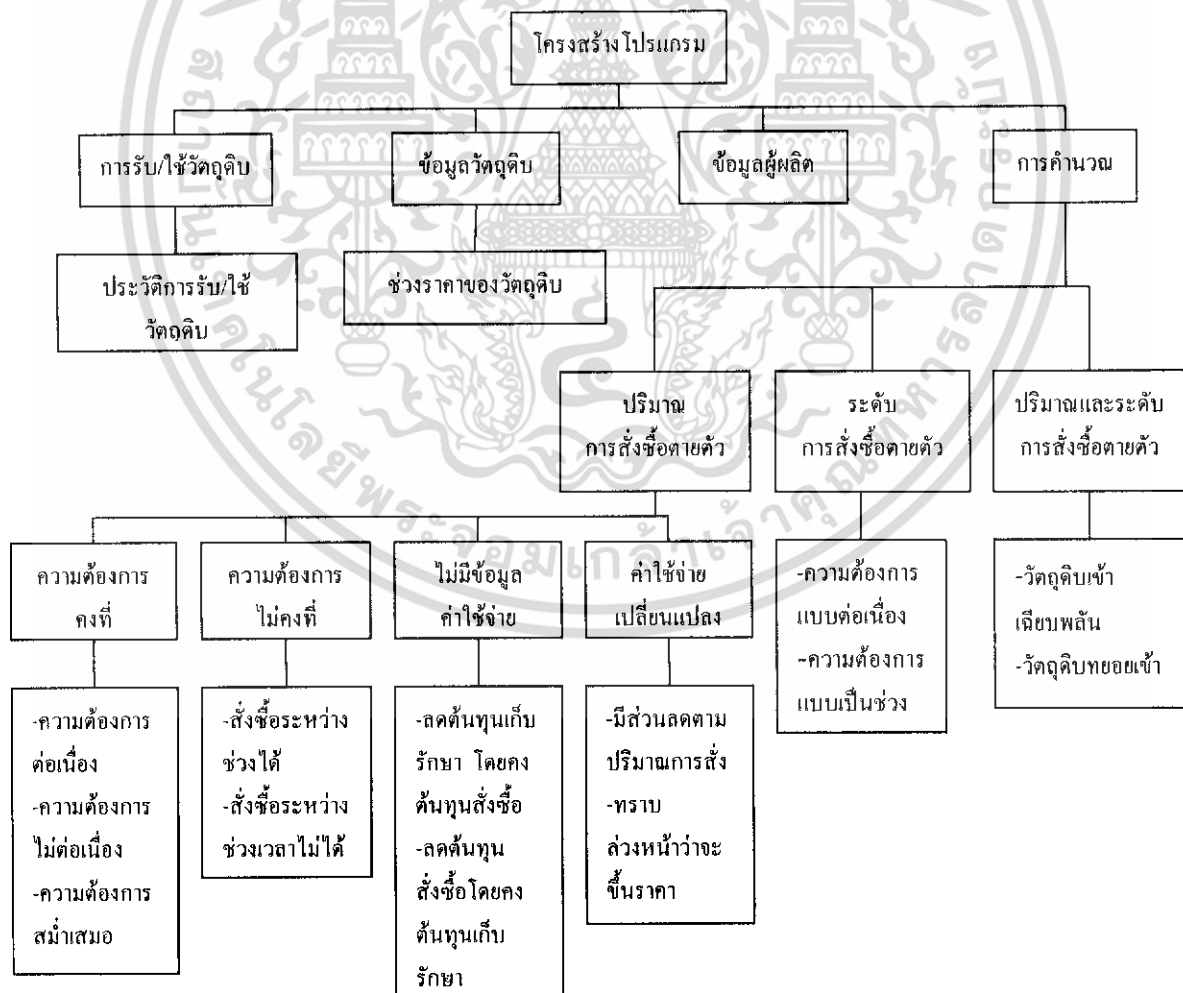 โครงสร้างโปรแกรม
การรับ/ใช้วัตถุดิบ
ข้อมูลวัตถุดิบ
ข้อมูลผู้ผลิต
การคำนวณ
ประวัติการรับ/ใช้
วัตถุดิบ
ช่วงราคาของวัตถุดิบ
ปริมาณ
การสั่งซื้อตายตัว
ระดับ
การสั่งซื้อตายตัว
ปริมาณและระดับ
การสั่งซื้อตายตัว
ความต้องการ
คงที่
ความต้องการ
ไม่คงที่
ไม่มีข้อมูล
ค่าใช้จ่าย
ค่าใช้จ่าย
เปลี่ยนแปลง
-ความต้องการ
แบบต่อเนื่อง
-ความต้องการ
แบบเป็นช่วง
-วัตถุดิบเข้า
เฉียบพลัน
-วัตถุดิบทยอยเข้า
-ความต้องการ
ต่อเนื่อง
-ความต้องการ
ไม่ต่อเนื่อง
-ความต้องการ
สม่ำเสมอ
-สั่งซื้อระหว่าง
ช่วงได้
-สั่งซื้อระหว่าง
ช่วงเวลาไม่ได้
-ลดต้นทุนเก็บ
รักษา โดยคง
ต้นทุนสั่งซื้อ
-ลดต้นทุน
สั่งซื้อโดยคง
ต้นทุนเก็บ
รักษา
-มีส่วนลดตาม
ปริมาณการสั่ง
-ทราบ
ล่วงหน้าว่าจะ
ขึ้นราคา